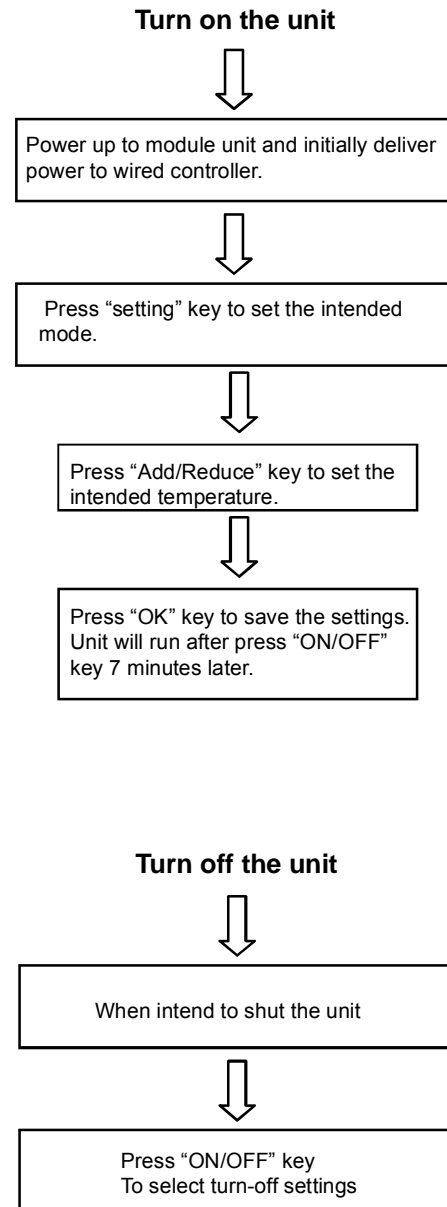 Turn on the unit
Power up to module unit and initially deliver
power to wired controller.
Press “setting” key to set the intended
mode.
Press “Add/Reduce” key to set the
intended temperature.
Press “OK” key to save the settings.
Unit will run after press “ON/OFF”
key 7 minutes later.
Turn off the unit
When intend to shut the unit
Press “ON/OFF” key
To select turn-off settings